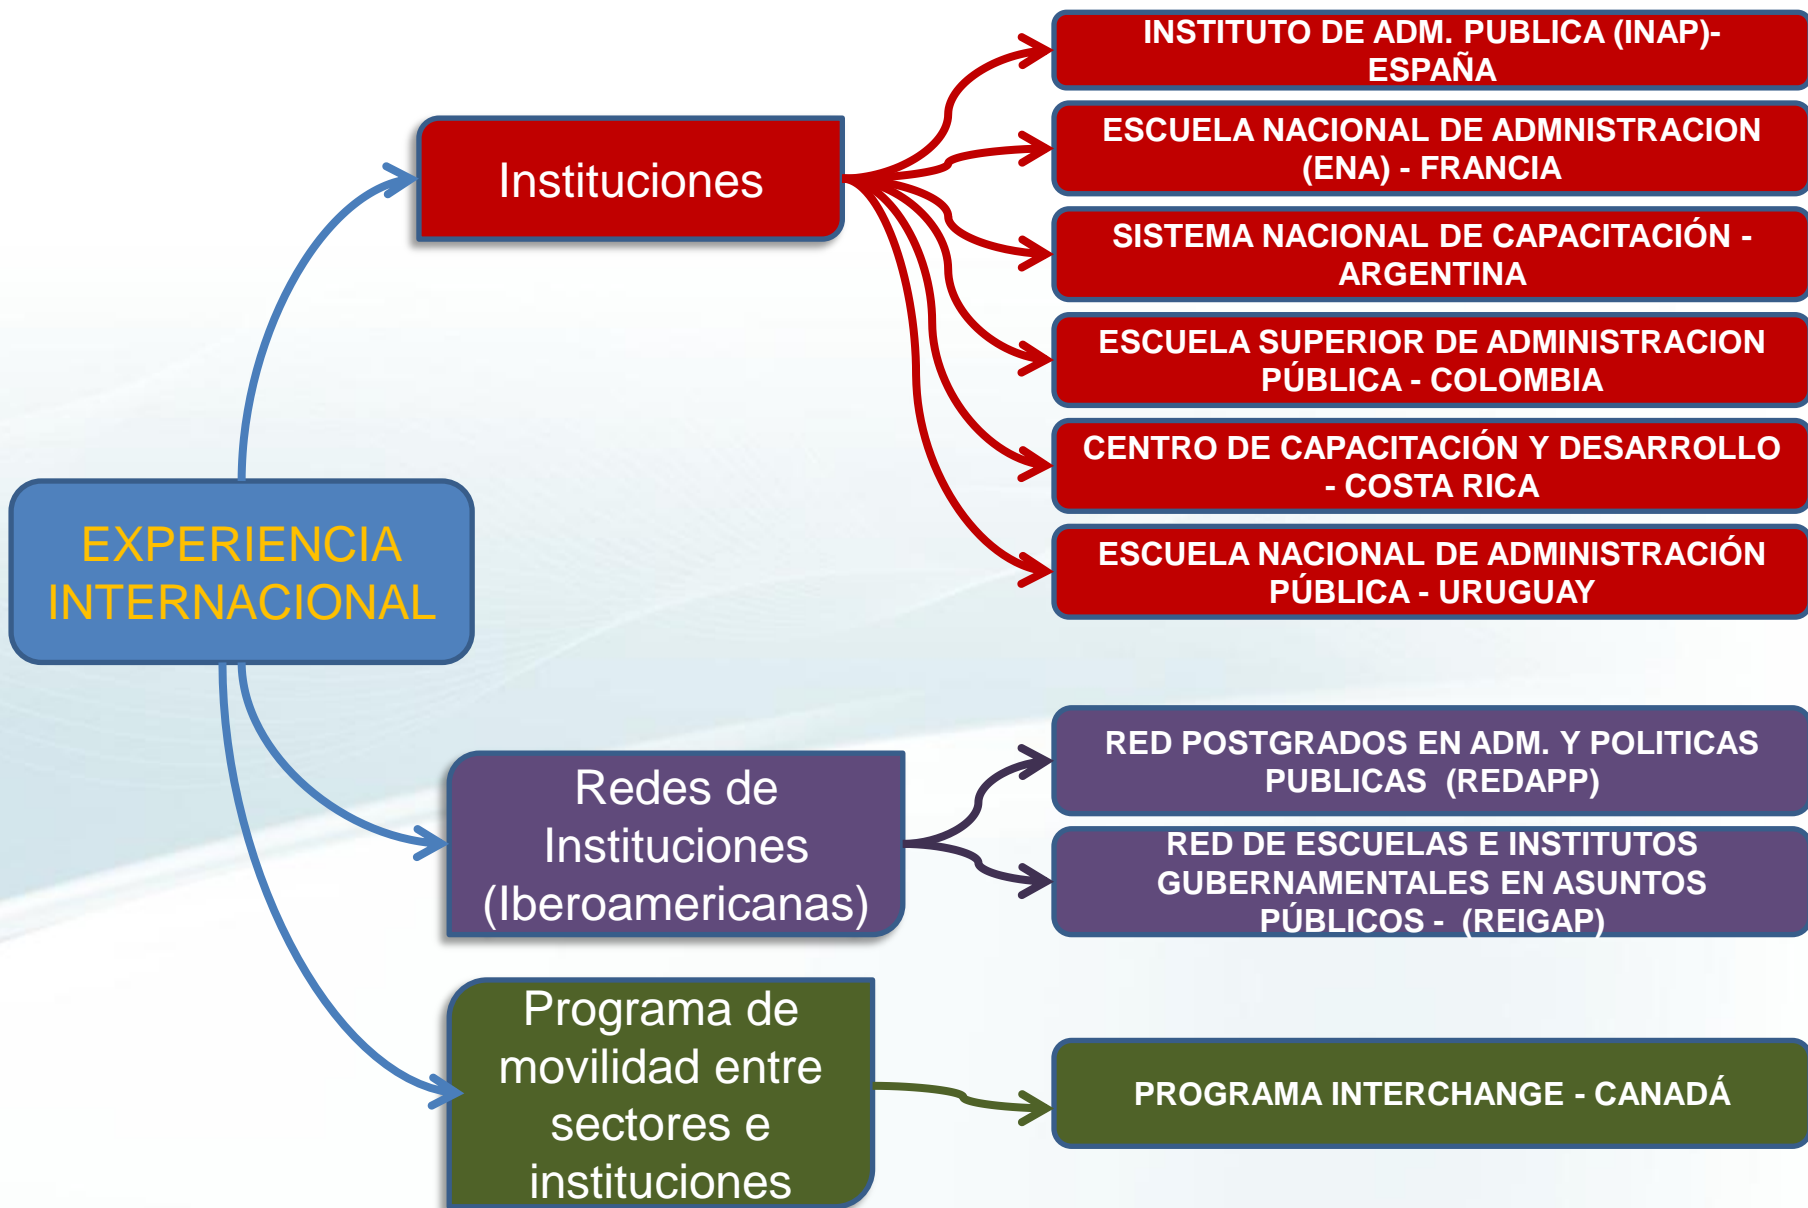 EXPERIENCIA
INTERNACIONAL
Instituciones
INSTITUTO DE ADM. PUBLICA (INAP)-
ESPAÑA
ESCUELA NACIONAL DE ADMNISTRACION
(ENA) - FRANCIA
SISTEMA NACIONAL DE CAPACITACIÓN -
ARGENTINA
ESCUELA SUPERIOR DE ADMINISTRACION
PÚBLICA - COLOMBIA
CENTRO DE CAPACITACIÓN Y DESARROLLO
- COSTA RICA
ESCUELA NACIONAL DE ADMINISTRACIÓN
PÚBLICA - URUGUAY
Redes de
Instituciones
(Iberoamericanas)
RED POSTGRADOS EN ADM. Y POLITICAS
PUBLICAS (REDAPP)
RED DE ESCUELAS E INSTITUTOS
GUBERNAMENTALES EN ASUNTOS
PÚBLICOS - (REIGAP)
Programa de
movilidad entre
sectores e
instituciones
PROGRAMA INTERCHANGE - CANADÁ